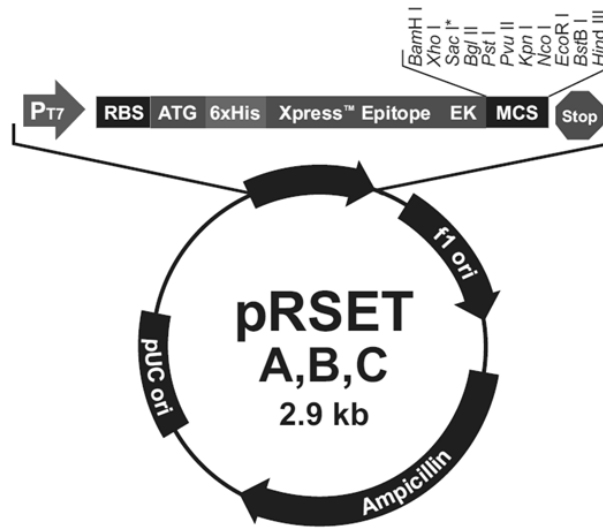 BamH I
Xho I
Sac I*
Bgl II
Pst I
Pvu II
Kpn I
Nco I
EcoR I
BstB I
Hind III
PT7
RBS ATG 6xHis Xpress™ Epitope EK MCS Stop
f1 ori
pRSET
A,B,C
2.9 kb
pUC ori
Ampicillin